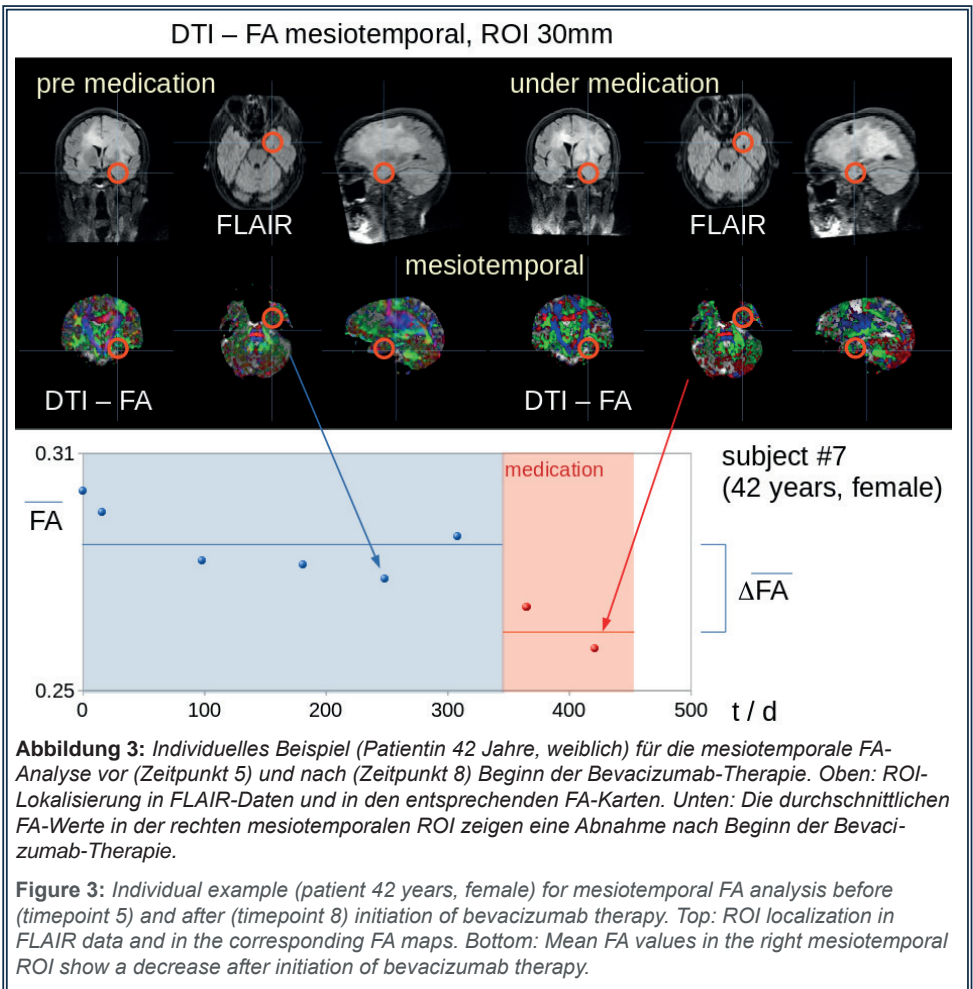 DTI – FA mesiotemporal, ROI 30mm
pre medication
under medication
FLAIR
FLAIR
mesiotemporal
DTI – FA
DTI – FA
0.31
medication
subject #7
(42 years, female)
FA
ΔFA
0.25
0
100
200
300
400
500
t / d
Abbildung 3: Individuelles Beispiel (Patientin 42 Jahre, weiblich) für die mesiotemporale FA-
Analyse vor (Zeitpunkt 5) und nach (Zeitpunkt 8) Beginn der Bevacizumab-Therapie. Oben: ROI-
Lokalisierung in FLAIR-Daten und in den entsprechenden FA-Karten. Unten: Die durchschnittlichen
FA-Werte in der rechten mesiotemporalen ROI zeigen eine Abnahme nach Beginn der Bevaci-
zumab-Therapie.
Figure 3: Individual example (patient 42 years, female) for mesiotemporal FA analysis before
(timepoint 5) and after (timepoint 8) initiation of bevacizumab therapy. Top: ROI localization in
FLAIR data and in the corresponding FA maps. Bottom: Mean FA values in the right mesiotemporal
ROI show a decrease after initiation of bevacizumab therapy.